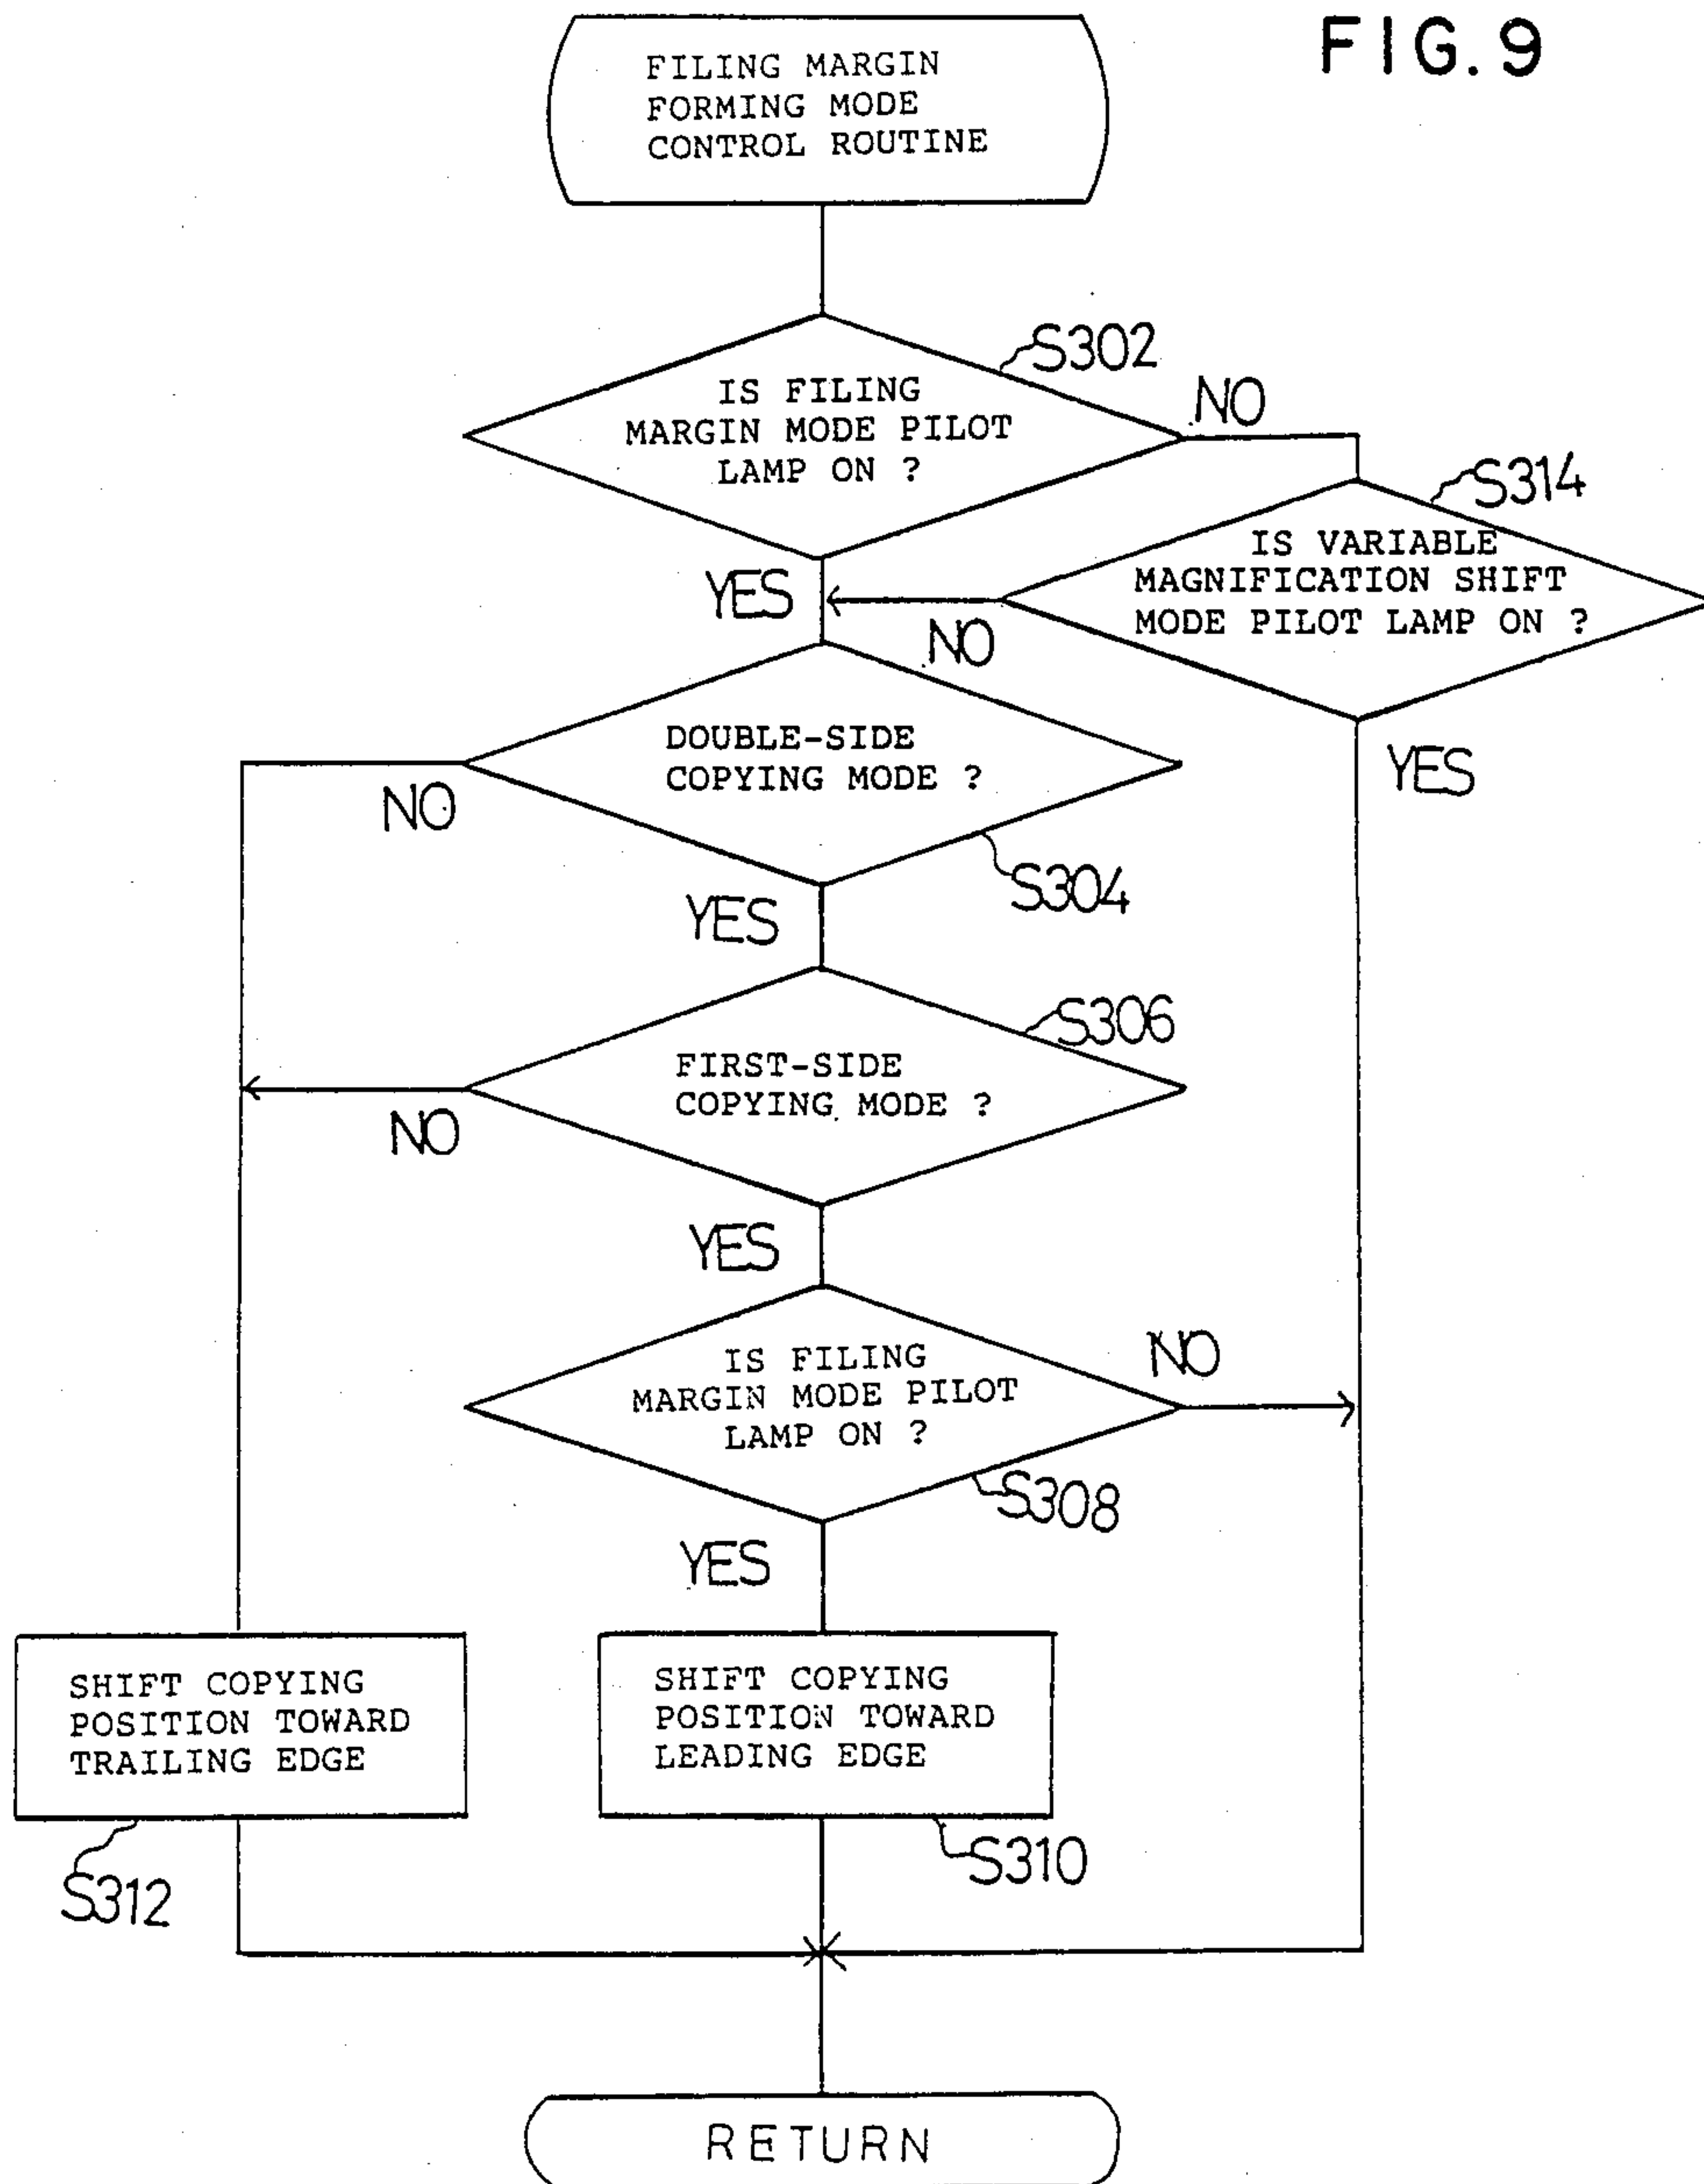 FIG. 9
FILING MARGIN
FORMING MODE
CONTROL ROUTINE
S302
IS FILING
MARGIN MODE PILOT
LAMP ON ?
NO
S314
IS VARIABLE
MAGNIFICATION SHIFT
MODE PILOT LAMP ON ?
YES
NO
YES
DOUBLE-SIDE
COPYING MODE ?
NO
S304
YES
S306
FIRST-SIDE
COPYING MODE ?
NO
YES
NO
IS FILING
MARGIN MODE PILOT
LAMP ON ?
S308
YES
SHIFT COPYING
POSITION TOWARD
TRAILING EDGE
SHIFT COPYING
POSITION TOWARD
LEADING EDGE
S312
S310
RETURN